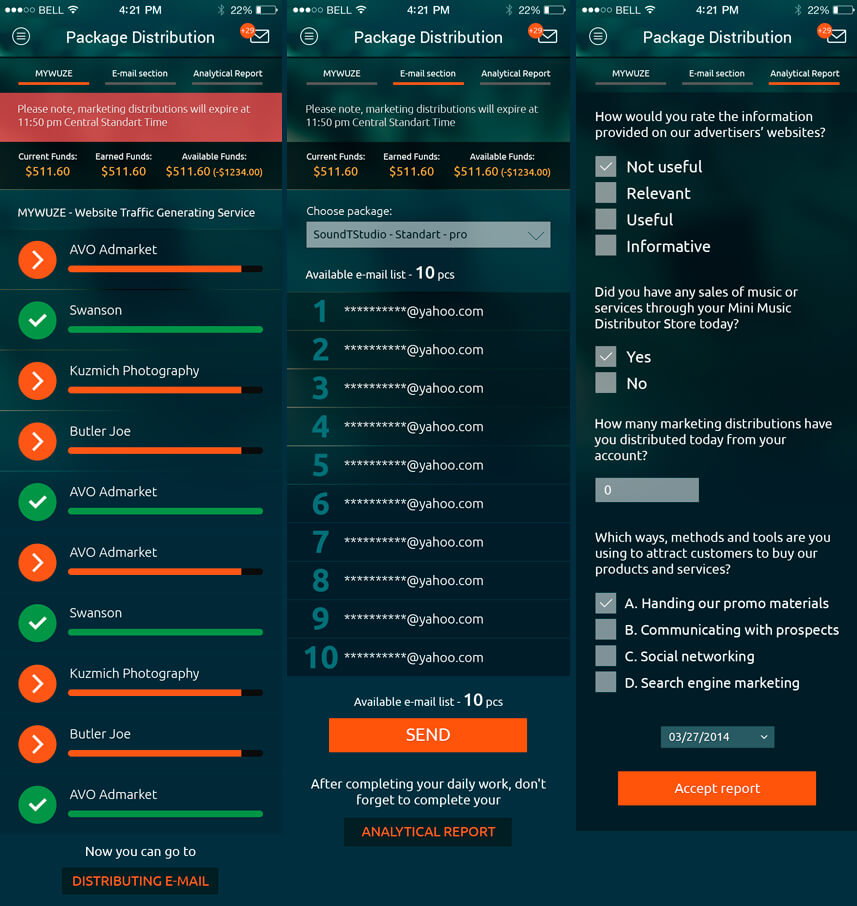 BELL
4:21 PM
22%
Package Distribution
+29
MYWUZE
E-mail section
Analytical Report
Please note, marketing distributions will expire at
11:50 pm Central Standart Time
Current Funds:
Earned Funds:
Available Funds:
$511.60
$511.60
$511.60 (-$1234.00)
MYWUZE - Website Traffic Generating Service
AVO Admarket
Swanson
Kuzmich Photography
Butler Joe
AVO Admarket
AVO Admarket
Swanson
Kuzmich Photography
Butler Joe
AVO Admarket
Now you can go to
DISTRIBUTING E-MAIL
BELL
4:21 PM
22%
Package Distribution
+29
MYWUZE
E-mail section
Analytical Report
Please note, marketing distributions will expire at
11:50 pm Central Standart Time
Current Funds:
Earned Funds:
Available Funds:
$511.60
$511.60
$511.60 (-$1234.00)
Choose package:
SoundTStudio - Standart - pro
Available e-mail list - 10 pcs
1 **********@yahoo.com
2 **********@yahoo.com
3 **********@yahoo.com
4 **********@yahoo.com
5 **********@yahoo.com
6 **********@yahoo.com
7 **********@yahoo.com
8 **********@yahoo.com
9 **********@yahoo.com
10 **********@yahoo.com
Available e-mail list - 10 pcs
SEND
After completing your daily work, don't
forget to complete your
ANALYTICAL REPORT
BELL
4:21 PM
22%
Package Distribution
+29
MYWUZE
E-mail section
Analytical Report
How would you rate the information
provided on our advertisers' websites?
Not useful
Relevant
Useful
Informative
Did you have any sales of music or
services through your Mini Music
Distributor Store today?
Yes
No
How many marketing distributions have
you distributed today from your
account?
0
Which ways, methods and tools are you
using to attract customers to buy our
products and services?
A. Handing our promo materials
B. Communicating with prospects
C. Social networking
D. Search engine marketing
03/27/2014
Accept report